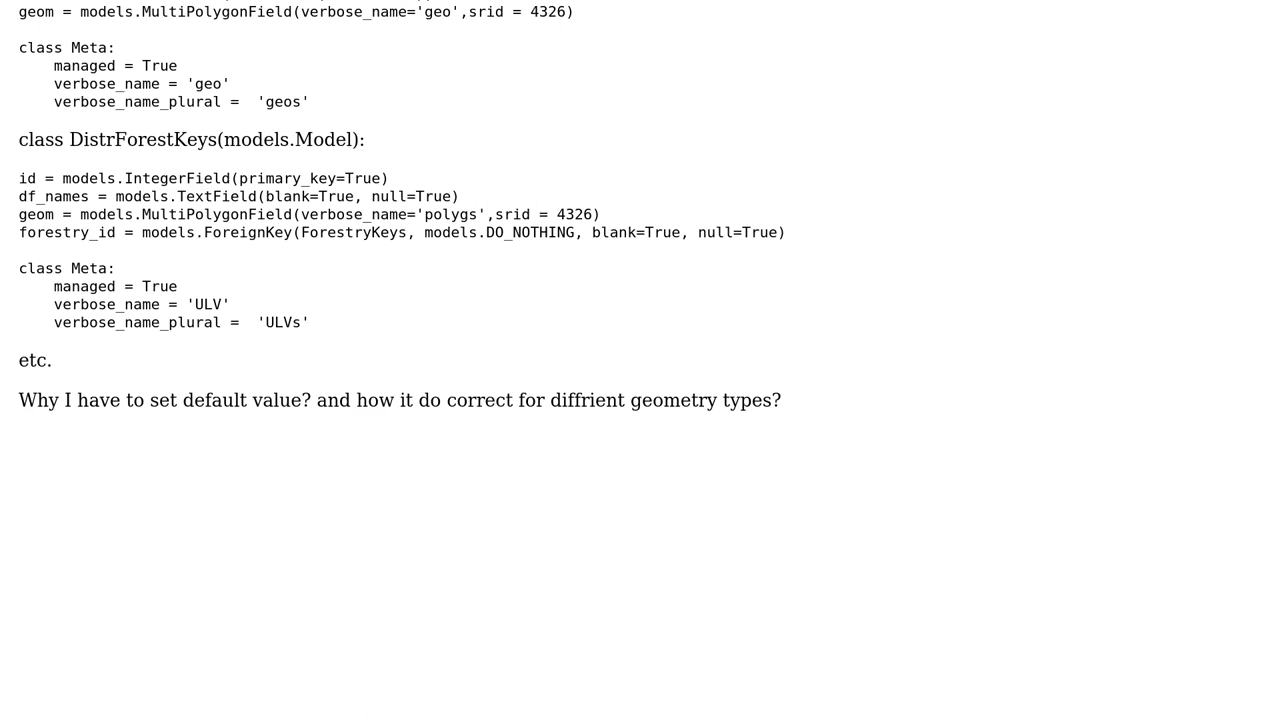 geom = models.MultiPolygonField(verbose_name='geo',srid = 4326)
class Meta:
    managed = True
    verbose_name = 'geo'
    verbose_name_plural =  'geos'
class DistrForestKeys(models.Model):
id = models.IntegerField(primary_key=True)
df_names = models.TextField(blank=True, null=True)
geom = models.MultiPolygonField(verbose_name='polygs',srid = 4326)
forestry_id = models.ForeignKey(ForestryKeys, models.DO_NOTHING, blank=True, null=True)
class Meta:
    managed = True
    verbose_name = 'ULV'
    verbose_name_plural =  'ULVs'
etc.
Why I have to set default value? and how it do correct for diffrient geometry types?